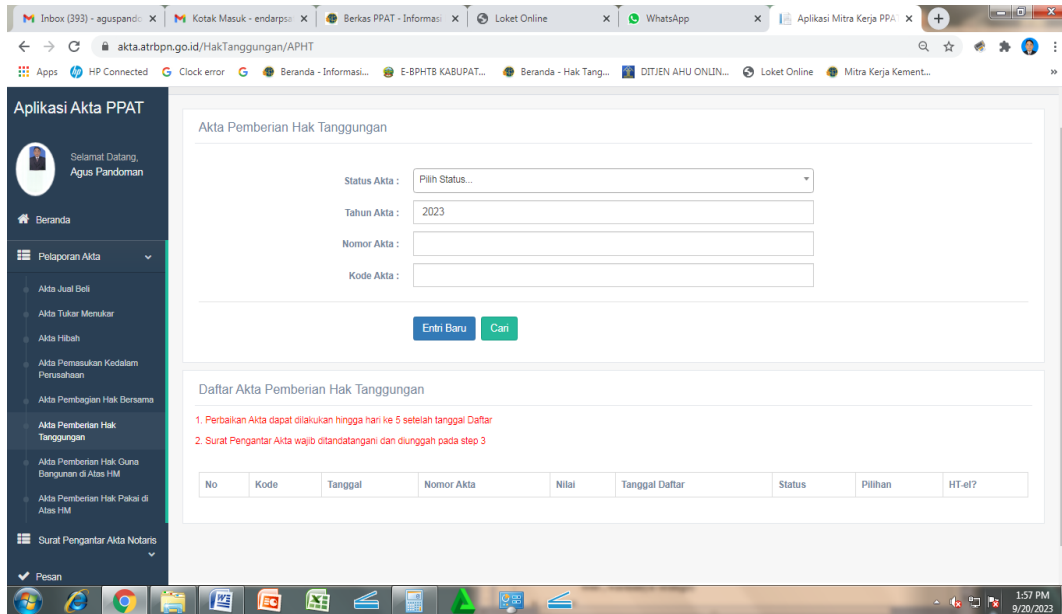 Inbox (393) - aguspando
Kotak Masuk - endarpsa
Berkas PPAT - Informasi
Loket Online
WhatsApp
Aplikasi Mitra Kerja PPAT
akta.atrbpn.go.id/HakTanggungan/APHT
Apps
HP Connected
Clock error
Beranda - Informasi...
E-BPHTB KABUPAT...
Beranda - Hak Tang...
DITJEN AHU ONLIN...
Loket Online
Mitra Kerja Kement...
Aplikasi Akta PPAT
Selamat Datang,
Agus Pandoman
Beranda
Pelaporan Akta
Akta Jual Beli
Akta Tukar Menukar
Akta Hibah
Akta Pemasukan Kedalam
Perusahaan
Akta Pembagian Hak Bersama
Akta Pemberian Hak
Tanggungan
Akta Pemberian Hak Guna
Bangunan di Atas HM
Akta Pemberian Hak Pakai di
Atas HM
Surat Pengantar Akta Notaris
Pesan
Akta Pemberian Hak Tanggungan
Status Akta : Pilih Status...
Tahun Akta : 2023
Nomor Akta :
Kode Akta :
Entri Baru Cari
Daftar Akta Pemberian Hak Tanggungan
1. Perbaikan Akta dapat dilakukan hingga hari ke 5 setelah tanggal Daftar
2. Surat Pengantar Akta wajib ditandatangani dan diunggah pada step 3
No Kode Tanggal Nomor Akta Nilai Tanggal Daftar Status Pilihan HT-el?
1:57 PM
9/20/2023